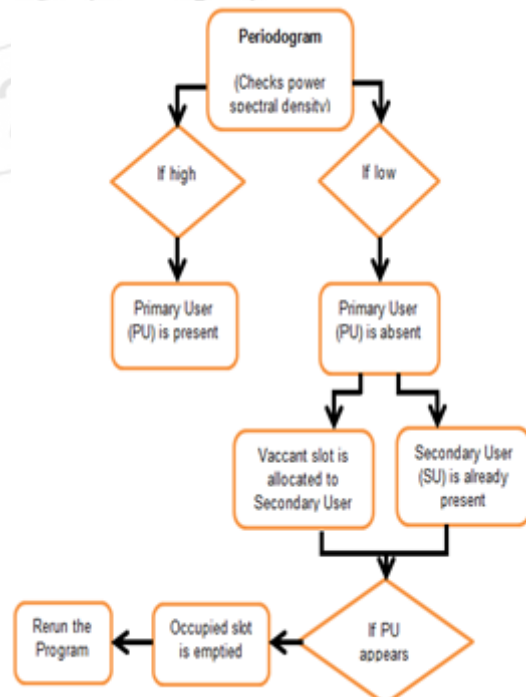 Periodogram
(Checks power
spectral density)
If high
If low
Primary User
(PU) is present
Primary User
(PU) is absent
Vaccant slot is
allocated to
Secondary User
Secondary User
(SU) is already
present
If PU
appears
Occupied slot
is emptied
Rerun the
Program